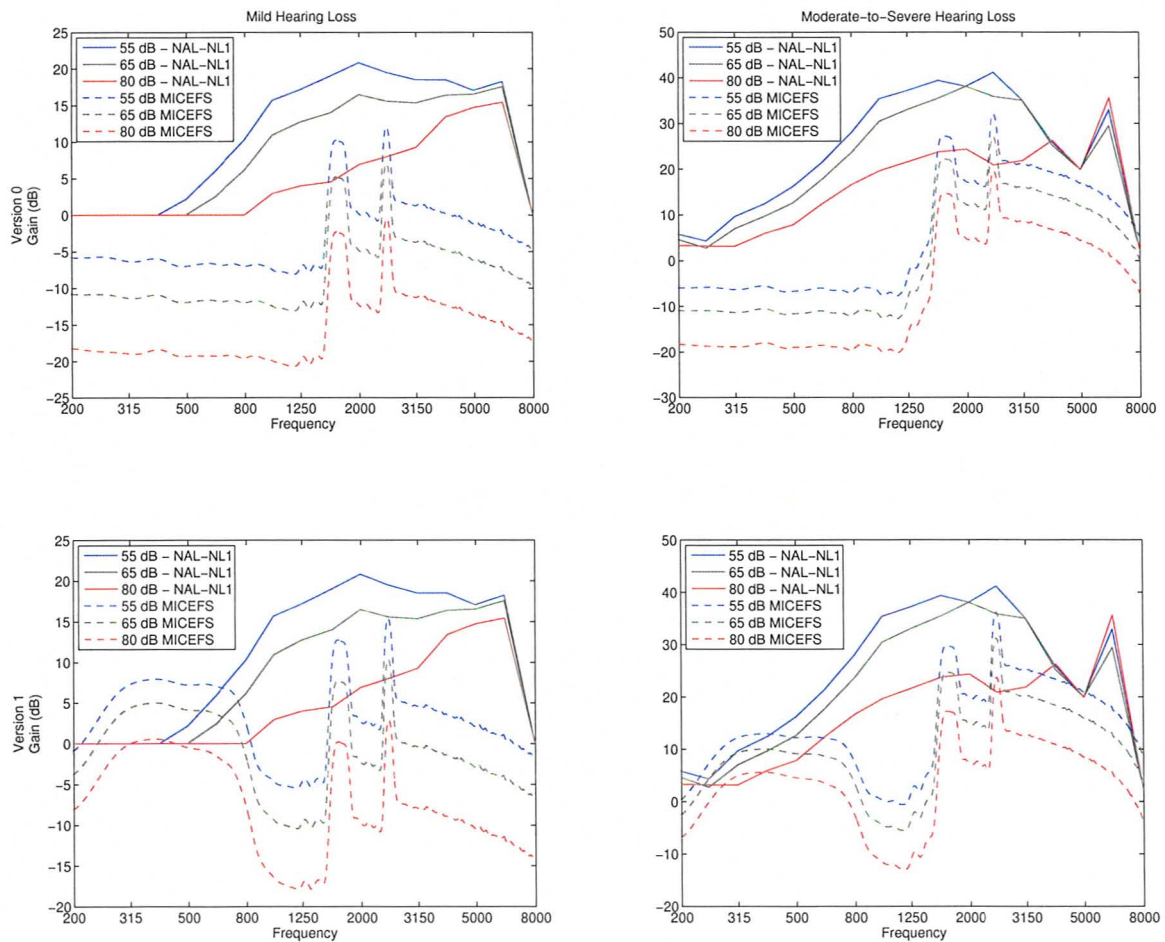 Mild Hearing Loss
25
20
15
10
5
0
−5
−10
−15
−20
−25
Version 0
Gain (dB)
55 dB − NAL−NL1
65 dB − NAL−NL1
80 dB − NAL−NL1
55 dB MICEFS
65 dB MICEFS
80 dB MICEFS
200 315 500 800 1250 2000 3150 5000 8000
Frequency
Moderate−to−Severe Hearing Loss
50
40
30
20
10
0
−10
−20
−30
55 dB − NAL−NL1
65 dB − NAL−NL1
80 dB − NAL−NL1
55 dB MICEFS
65 dB MICEFS
80 dB MICEFS
200 315 500 800 1250 2000 3150 5000 8000
Frequency
25
20
15
10
5
0
−5
−10
−15
−20
Version 1
Gain (dB)
55 dB − NAL−NL1
65 dB − NAL−NL1
80 dB − NAL−NL1
55 dB MICEFS
65 dB MICEFS
80 dB MICEFS
200 315 500 800 1250 2000 3150 5000 8000
Frequency
50
40
30
20
10
0
−10
−20
55 dB − NAL−NL1
65 dB − NAL−NL1
80 dB − NAL−NL1
55 dB MICEFS
65 dB MICEFS
80 dB MICEFS
200 315 500 800 1250 2000 3150 5000 8000
Frequency